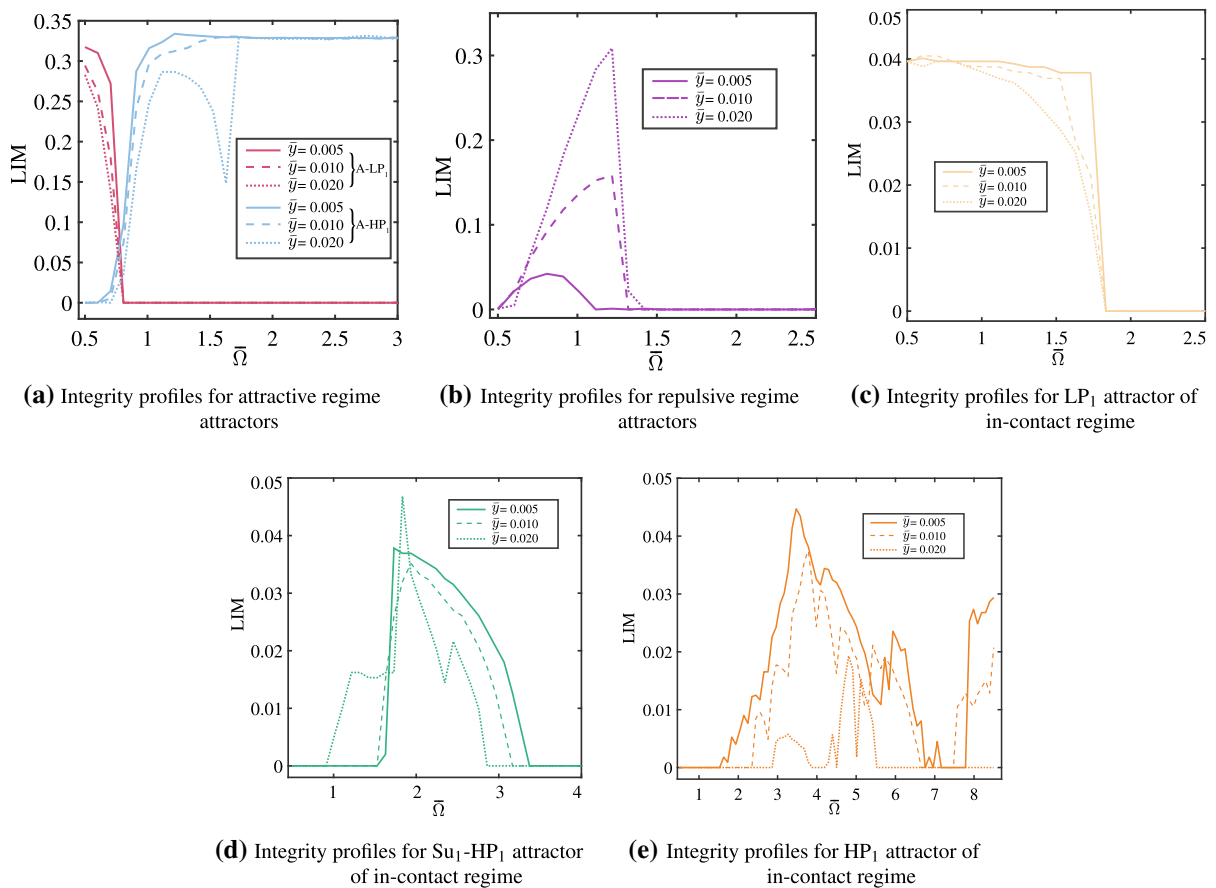 0.35
0.3
0.25
0.2
0.15
0.1
0.05
0
LIM
0.5 1 1.5 2 2.5 3
Ω̄
ȳ = 0.005
ȳ = 0.010
ȳ = 0.020
}A-LP₁
ȳ = 0.005
ȳ = 0.010
ȳ = 0.020
}A-HP₁
(a) Integrity profiles for attractive regime
attractors
0.3
0.2
0.1
0
LIM
0.5 1 1.5 2 2.5
Ω̄
ȳ = 0.005
ȳ = 0.010
ȳ = 0.020
(b) Integrity profiles for repulsive regime
attractors
0.05
0.04
0.03
0.02
0.04
0
LIM
0.5 1 1.5 2 2.5
Ω̄
ȳ = 0.005
ȳ = 0.010
ȳ = 0.020
(c) Integrity profiles for LP₁ attractor of
in-contact regime
0.05
0.04
0.03
0.02
0.01
0
LIM
1 2 3 4
Ω̄
ȳ = 0.005
ȳ = 0.010
ȳ = 0.020
(d) Integrity profiles for Su₁-HP₁ attractor
of in-contact regime
0.05
0.04
0.03
0.02
0.01
0
LIM
1 2 3 4 5 6 7 8
Ω̄
ȳ = 0.005
ȳ = 0.010
ȳ = 0.020
(e) Integrity profiles for HP₁ attractor of
in-contact regime